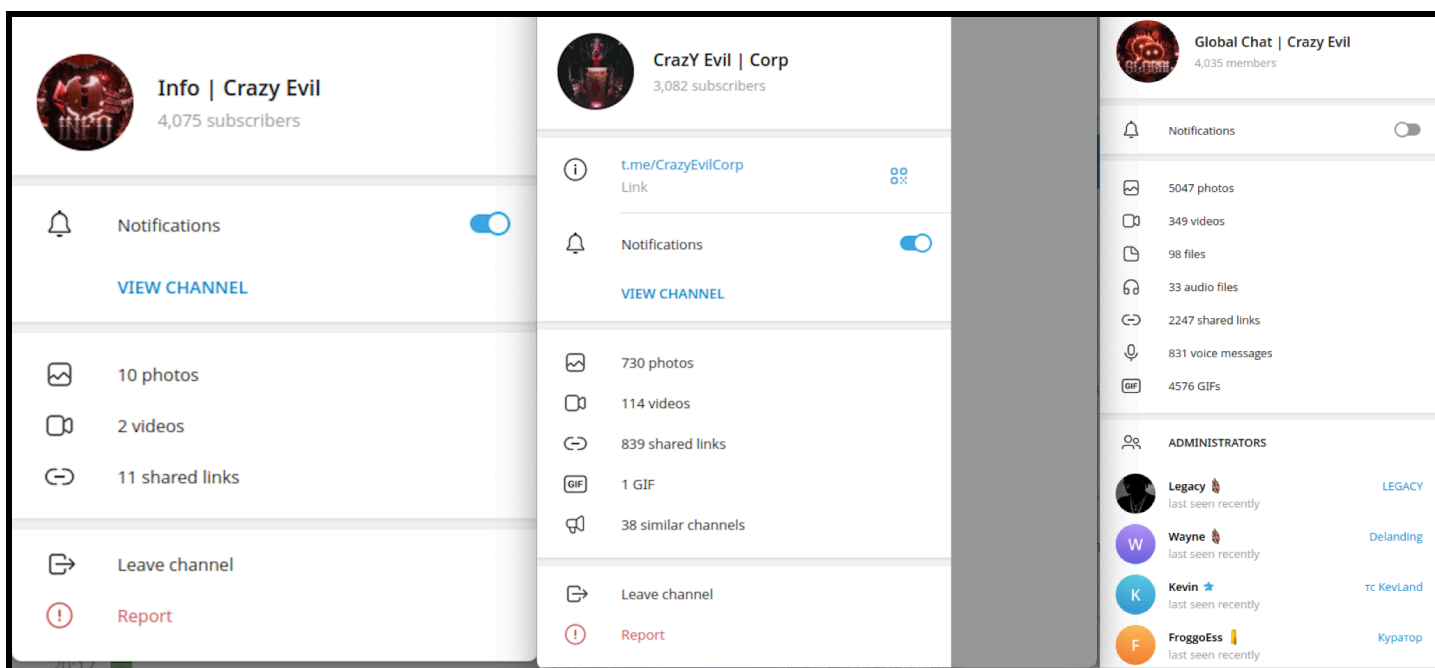 INFO
Info | Crazy Evil
4,075 subscribers
Notifications
VIEW CHANNEL
10 photos
2 videos
11 shared links
Leave channel
Report
CrazY Evil | Corp
3,082 subscribers
t.me/CrazyEvilCorp
Link
Notifications
VIEW CHANNEL
730 photos
114 videos
839 shared links
GIF
1 GIF
38 similar channels
Leave channel
Report
GLOBAL
Global Chat | Crazy Evil
4,035 members
Notifications
5047 photos
349 videos
98 files
33 audio files
2247 shared links
831 voice messages
GIF
4576 GIFs
ADMINISTRATORS
Legacy
LEGACY
last seen recently
W
Wayne
Delanding
last seen recently
K
Kevin
тс KevLand
last seen recently
F
FroggoEss
Куратор
last seen recently